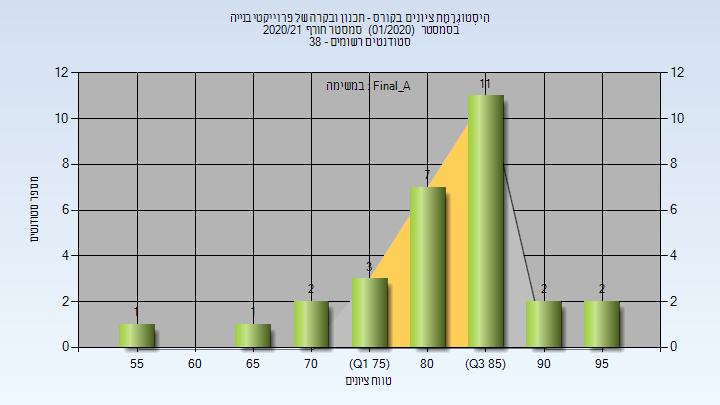 הִיסְטוֹגְרָמַת ציונים בקורס - תכנון ובקרה של פרוייקטי בנייה
בסמסטר (01/2020) סמסטר חורף 2020/21
סטודנטים רשומים - 38
במשימה : Final_A
12 12
10 10
8 8
6 6
4 4
2 2
0 0
1 1 2 3 7 11 2 2
55 60 65 70 (Q1 75) 80 (Q3 85) 90 95
מספר סטודנטים
טווח ציונים